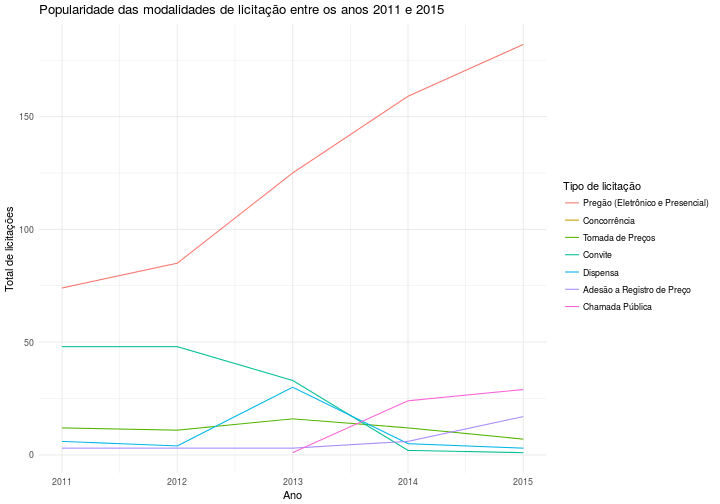 Popularidade das modalidades de licitação entre os anos 2011 e 2015
Total de licitações
150
100
50
0
2011 2012 2013 2014 2015
Ano
Tipo de licitação
Pregão (Eletrônico e Presencial)
Concorrência
Tomada de Preços
Convite
Dispensa
Adesão a Registro de Preço
Chamada Pública